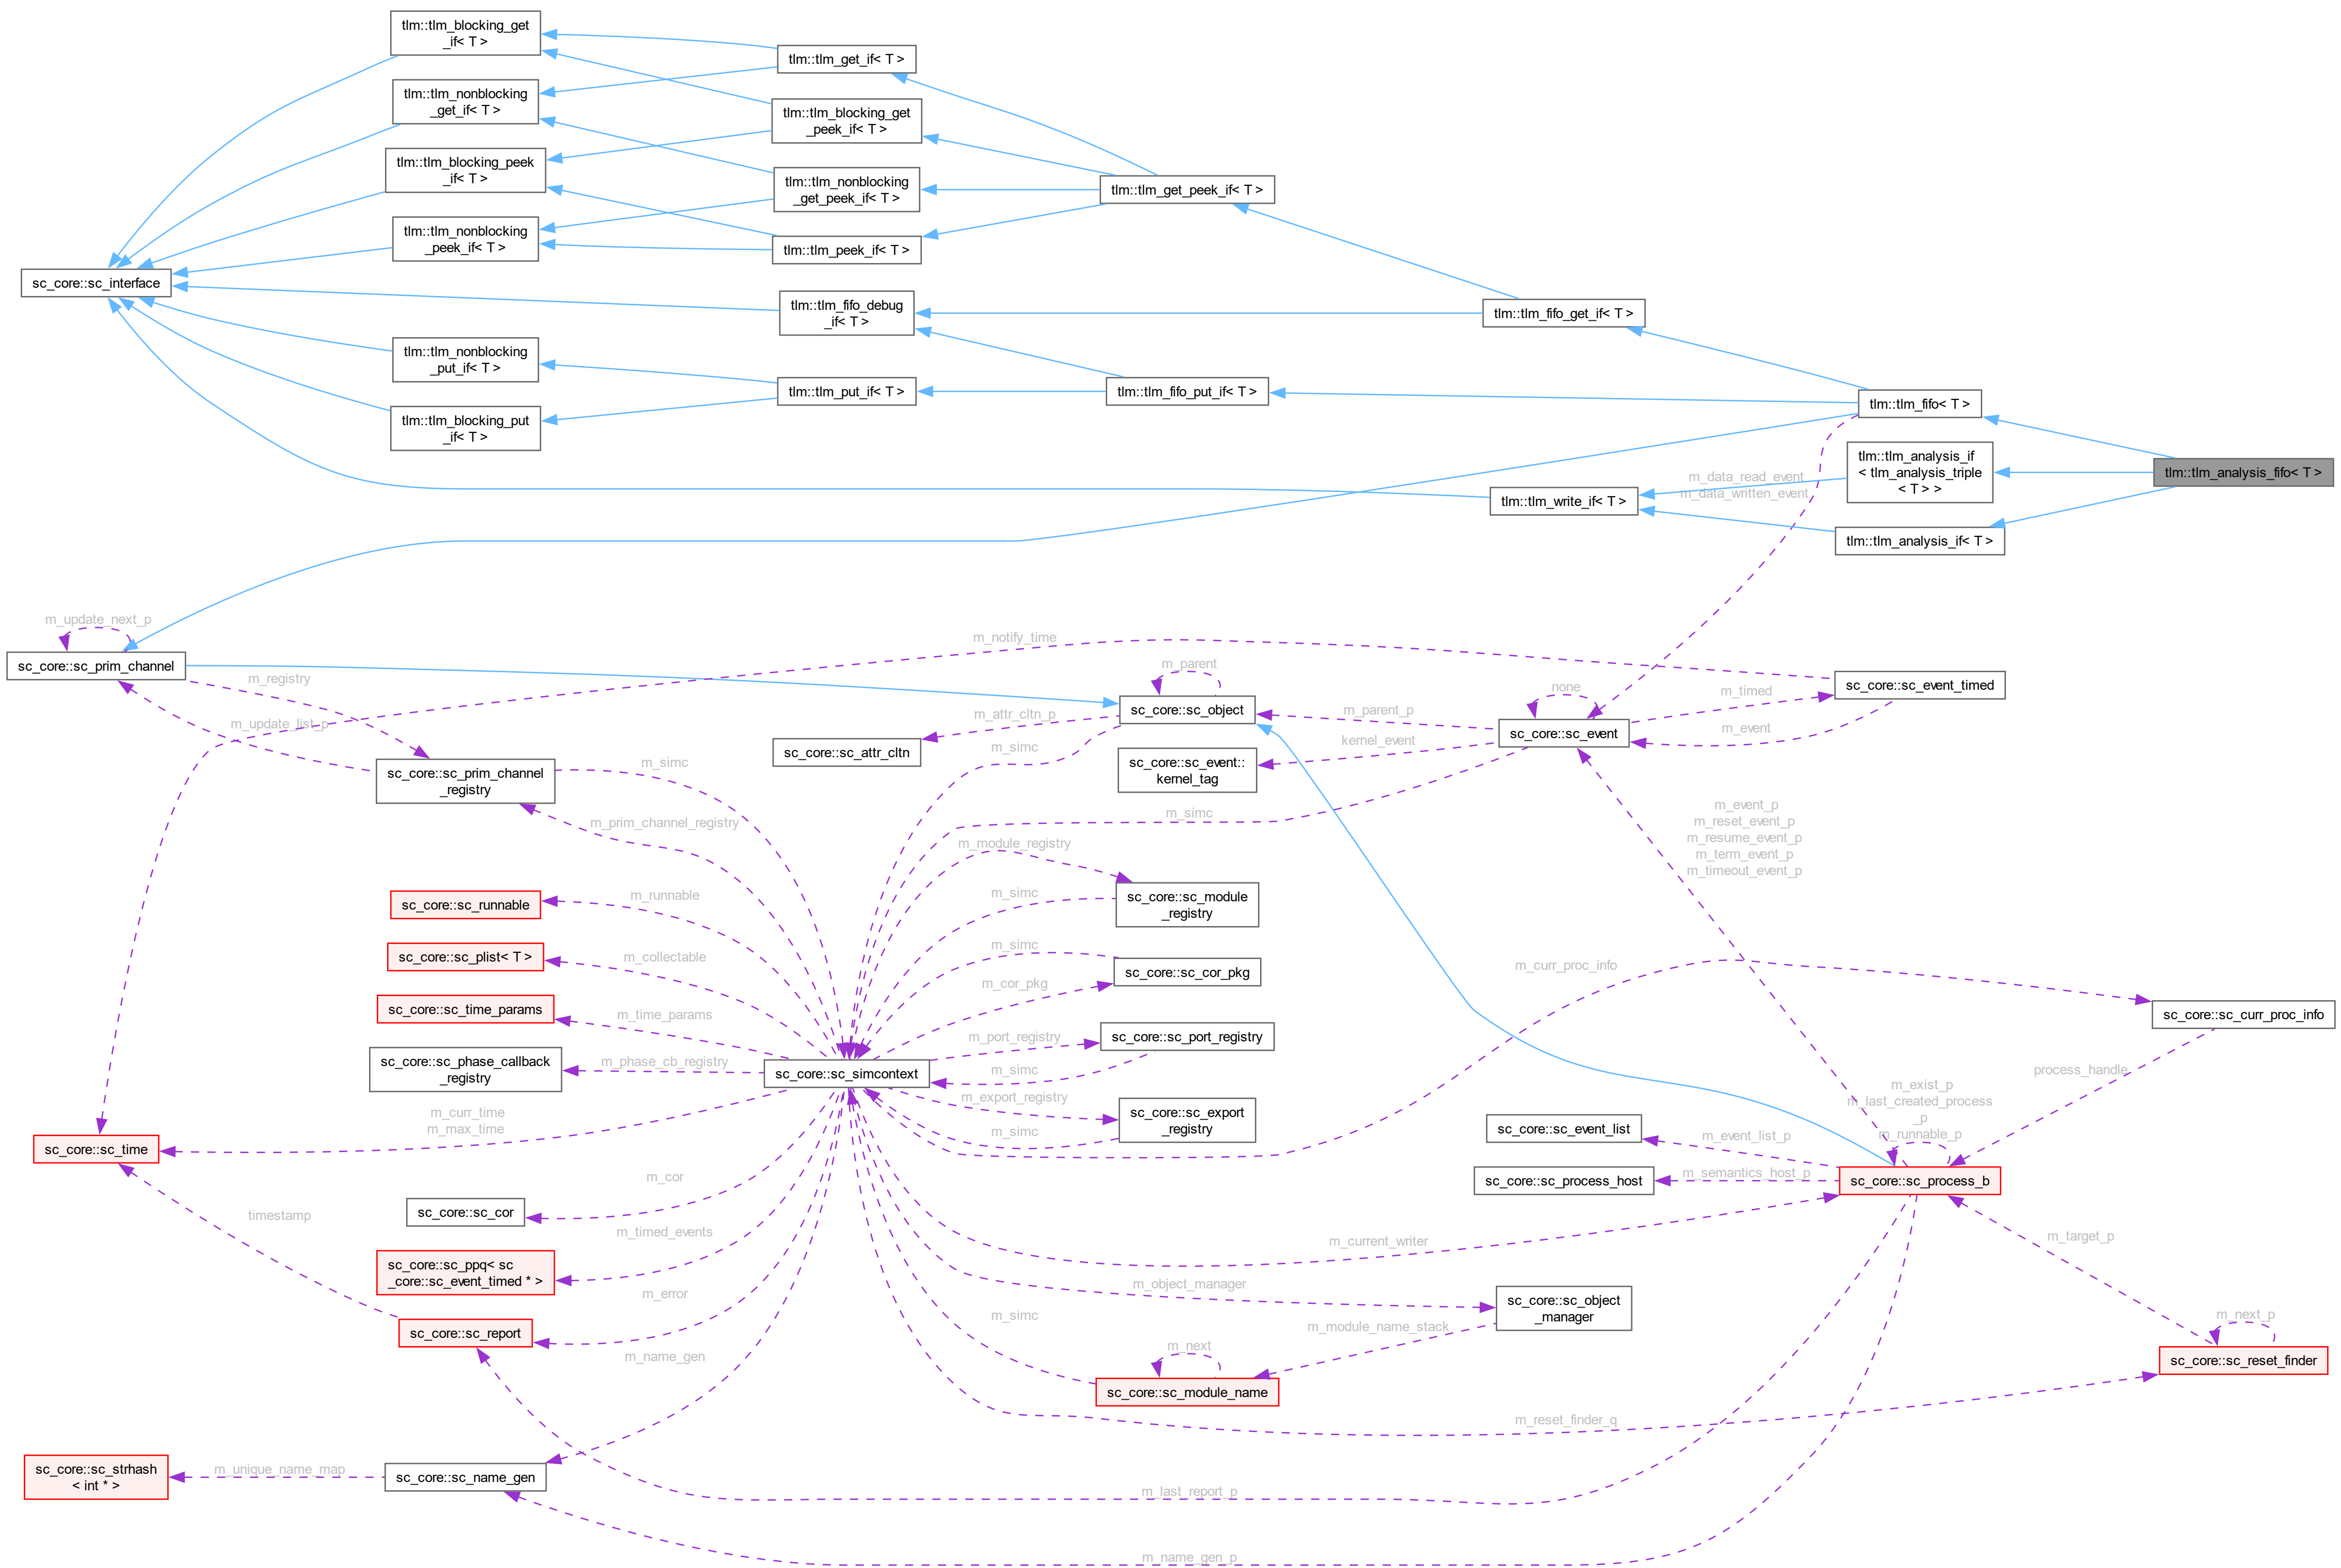 tlm::tlm_blocking_get
_if< T >
tlm::tlm_get_if< T >
tlm::tlm_nonblocking
_get_if< T >
tlm::tlm_blocking_get
_peek_if< T >
tlm::tlm_blocking_peek
_if< T >
tlm::tlm_nonblocking
_get_peek_if< T >
tlm::tlm_get_peek_if< T >
tlm::tlm_nonblocking
_peek_if< T >
tlm::tlm_peek_if< T >
sc_core::sc_interface
tlm::tlm_fifo_debug
_if< T >
tlm::tlm_fifo_get_if< T >
tlm::tlm_nonblocking
_put_if< T >
tlm::tlm_put_if< T >
tlm::tlm_fifo_put_if< T >
tlm::tlm_fifo< T >
tlm::tlm_blocking_put
_if< T >
tlm::tlm_analysis_if
< tlm_analysis_triple
< T > >
tlm::tlm_analysis_fifo< T >
m_data_read_event
m_data_written_event
tlm::tlm_write_if< T >
tlm::tlm_analysis_if< T >
m_update_next_p
sc_core::sc_prim_channel
m_notify_time
m_registry
m_parent
sc_core::sc_object
none
m_timed
sc_core::sc_event_timed
m_update_list_p
m_attr_cltn_p
m_parent_p
sc_core::sc_event
m_event
sc_core::sc_attr_cltn
m_simc
kernel_event
sc_core::sc_event::
kernel_tag
sc_core::sc_prim_channel
_registry
m_simc
m_prim_channel_registry
m_simc
m_event_p
m_reset_event_p
m_resume_event_p
m_term_event_p
m_timeout_event_p
m_module_registry
sc_core::sc_module
_registry
m_simc
sc_core::sc_runnable
m_runnable
sc_core::sc_plist< T >
m_collectable
m_simc
sc_core::sc_cor_pkg
m_cor_pkg
m_curr_proc_info
sc_core::sc_curr_proc_info
sc_core::sc_time_params
m_time_params
m_port_registry
sc_core::sc_port_registry
m_simc
sc_core::sc_phase_callback
_registry
m_phase_cb_registry
sc_core::sc_simcontext
process_handle
m_export_registry
sc_core::sc_export
_registry
m_simc
m_curr_time
m_max_time
sc_core::sc_time
m_exist_p
m_last_created_process
_p
m_runnable_p
sc_core::sc_event_list
m_event_list_p
sc_core::sc_process_host
m_semantics_host_p
sc_core::sc_process_b
m_cor
sc_core::sc_cor
timestamp
m_timed_events
sc_core::sc_ppq< sc
_core::sc_event_timed * >
m_current_writer
m_target_p
m_object_manager
sc_core::sc_object
_manager
m_error
m_simc
m_module_name_stack
sc_core::sc_report
m_next
m_next_p
m_name_gen
sc_core::sc_module_name
sc_core::sc_reset_finder
m_reset_finder_q
sc_core::sc_strhash
< int * >
m_unique_name_map
sc_core::sc_name_gen
m_last_report_p
m_name_gen_p